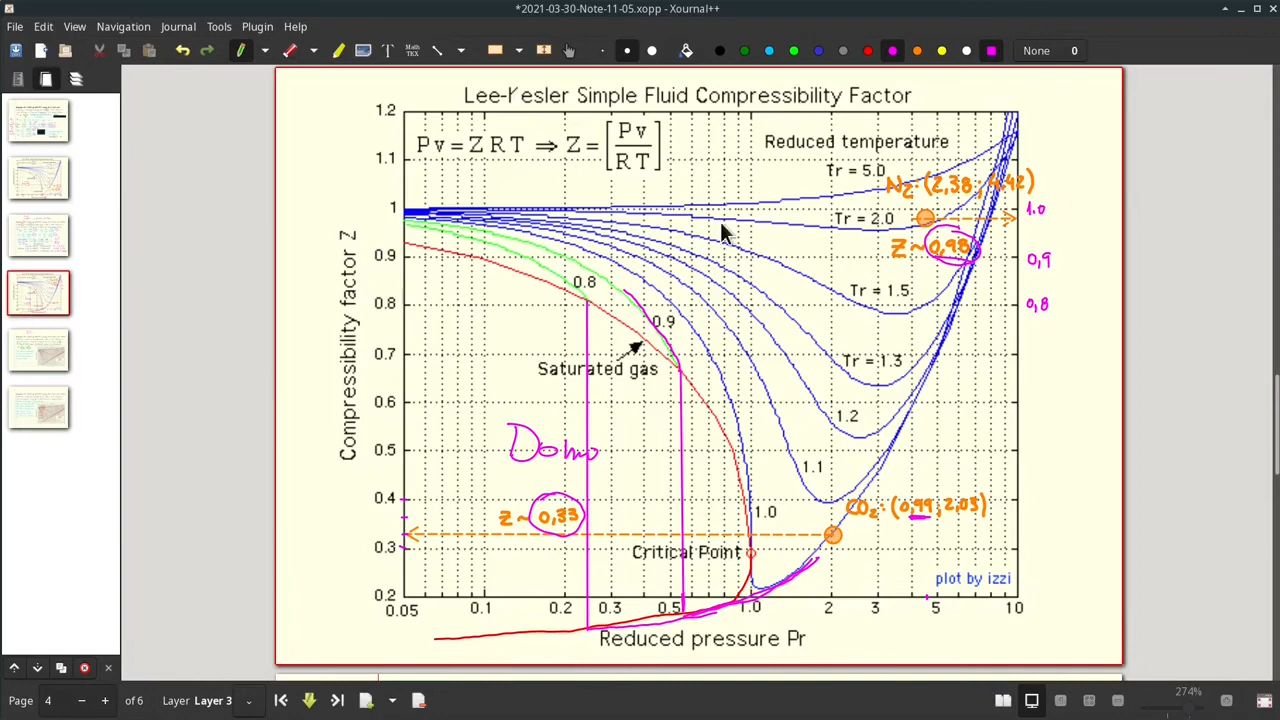 *2021-03-30-Note-11-05.xopp - Xournal++
File Edit View Navigation Journal Tools Plugin Help
Math TEX
None 0
Lee-Kesler Simple Fluid Compressibility Factor
Pv = Z R T ⇒ Z = [Pv / RT]
Reduced temperature
Tr = 5.0
N₂: (2,38 ; 4.42)
1.0
Tr = 2.0
Z ~ 0,98
0,9
0.8
Tr = 1.5
0,8
0.9
Saturated gas
Tr = 1.3
1.2
1.1
1.0
Z ~ 0,33
CO₂: (0,99 ; 2,03)
Critical Point
plot by izzi
Compressibility factor Z
1.2
1.1
1
0.9
0.8
0.7
0.6
0.5
0.4
0.3
0.2
0.05 0.1 0.2 0.3 0.5 1.0 2 3 5 10
Reduced pressure Pr
Page 4 of 6 Layer Layer 3
274%